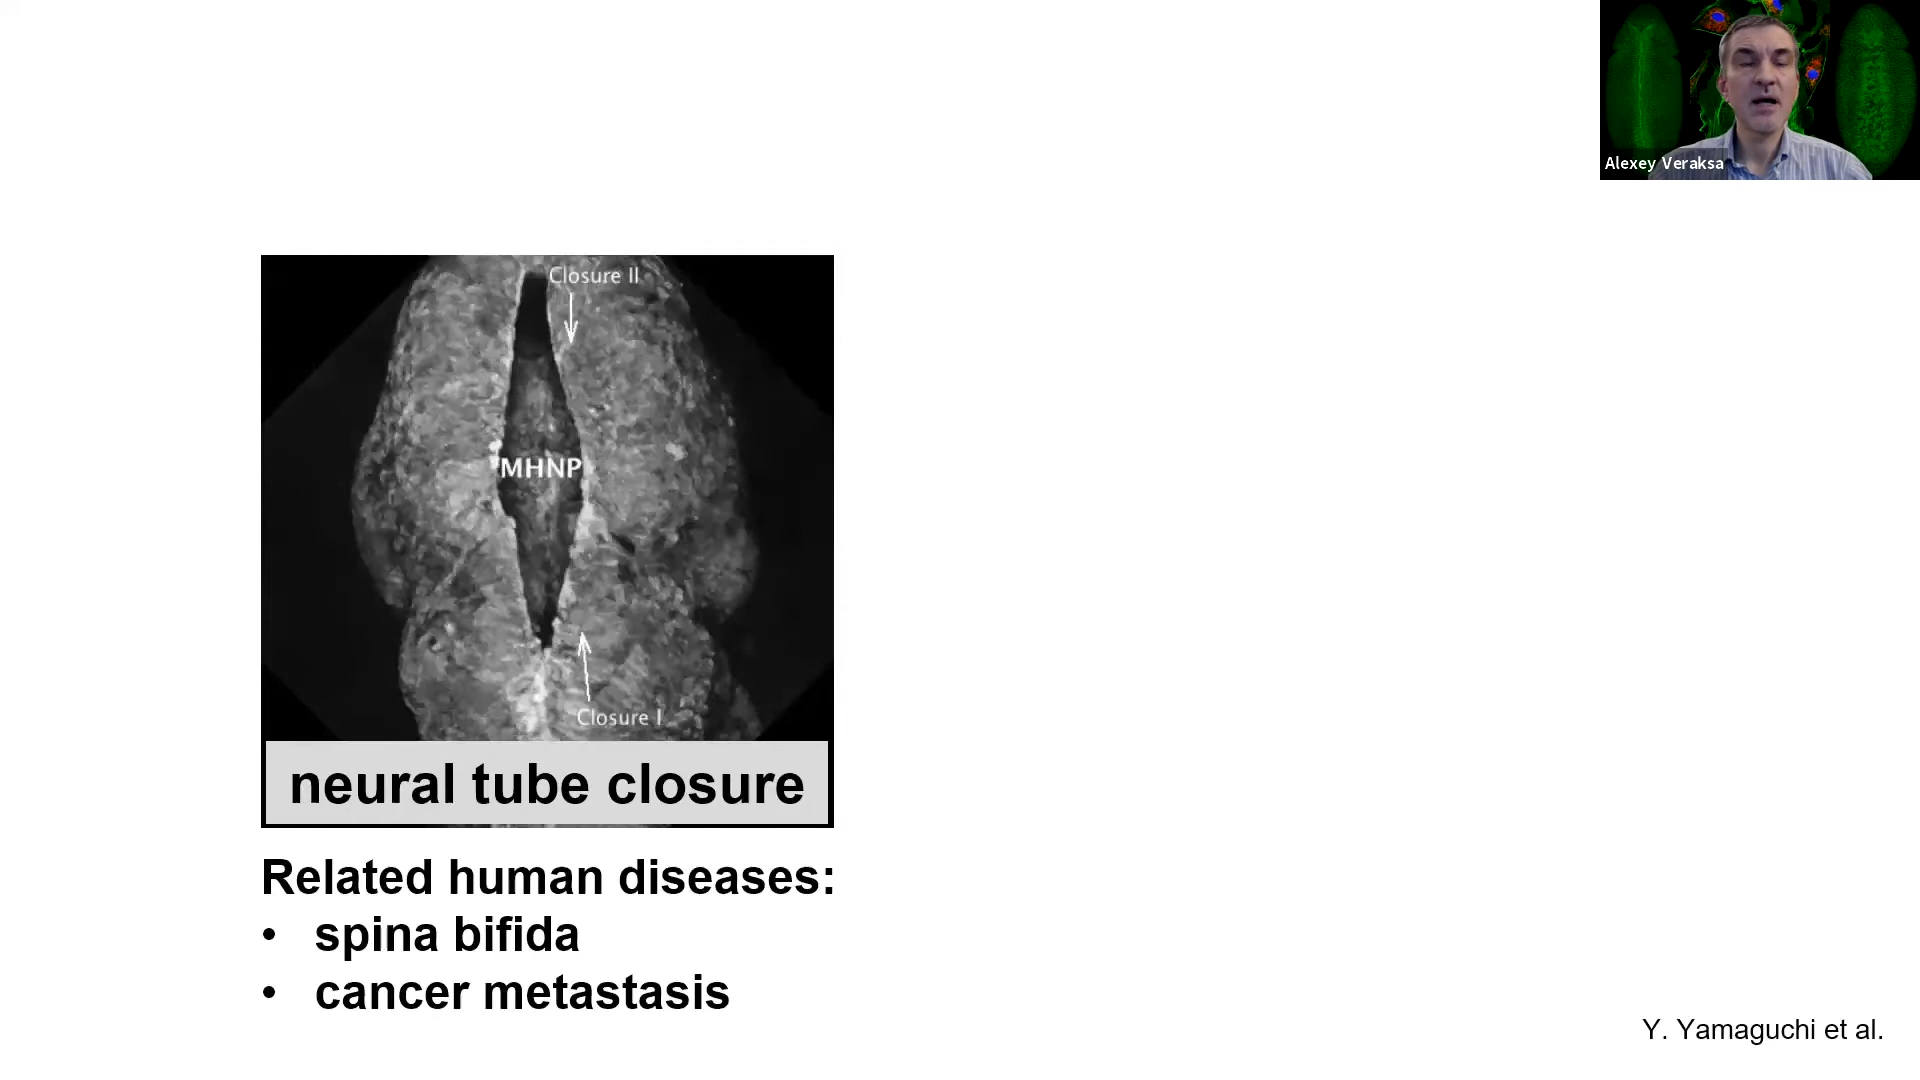 Alexey Veraksa
Closure II
MHNP
Closure I
neural tube closure
Related human diseases:
• spina bifida
• cancer metastasis
Y. Yamaguchi et al.